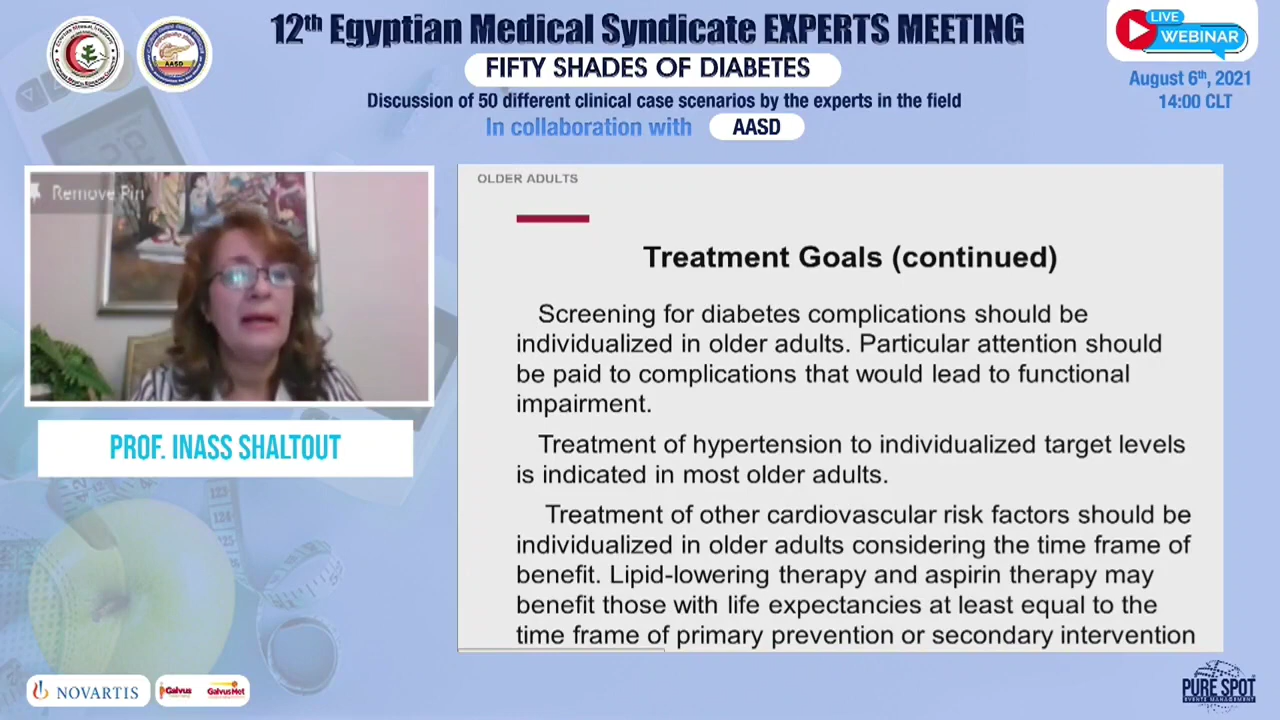 12th Egyptian Medical Syndicate EXPERTS MEETING
FIFTY SHADES OF DIABETES
Discussion of 50 different clinical case scenarios by the experts in the field
In collaboration with AASD
LIVE
WEBINAR
August 6th, 2021
14:00 CLT
AASD
Remove Pin
PROF. INASS SHALTOUT
OLDER ADULTS
Treatment Goals (continued)
Screening for diabetes complications should be
individualized in older adults. Particular attention should
be paid to complications that would lead to functional
impairment.
Treatment of hypertension to individualized target levels
is indicated in most older adults.
Treatment of other cardiovascular risk factors should be
individualized in older adults considering the time frame of
benefit. Lipid-lowering therapy and aspirin therapy may
benefit those with life expectancies at least equal to the
time frame of primary prevention or secondary intervention
123
124
NOVARTIS
Galvus
GalvusMet
PURE SPOT
EVENTS MANAGEMENT